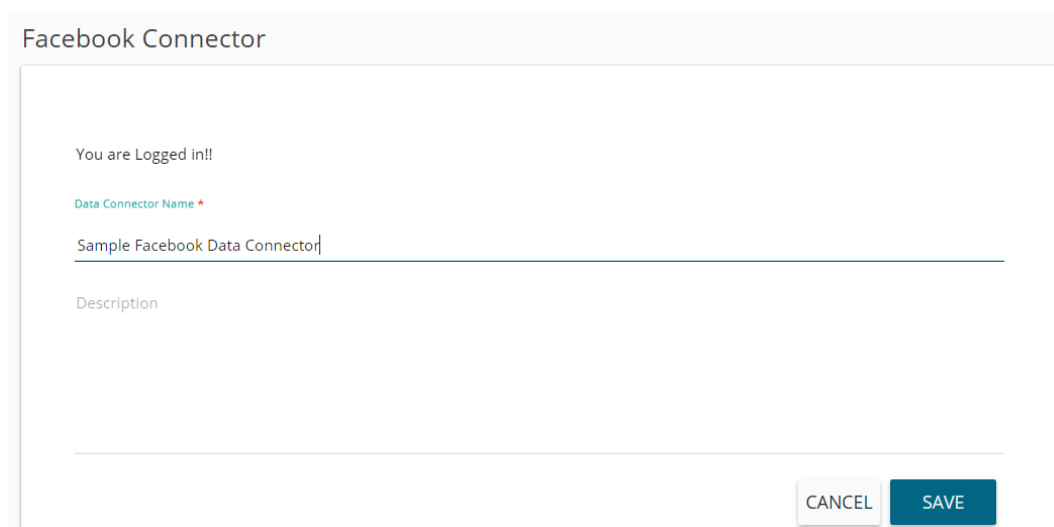 Facebook Connector
You are Logged in!!
Data Connector Name *
Sample Facebook Data Connector
Description
CANCEL SAVE